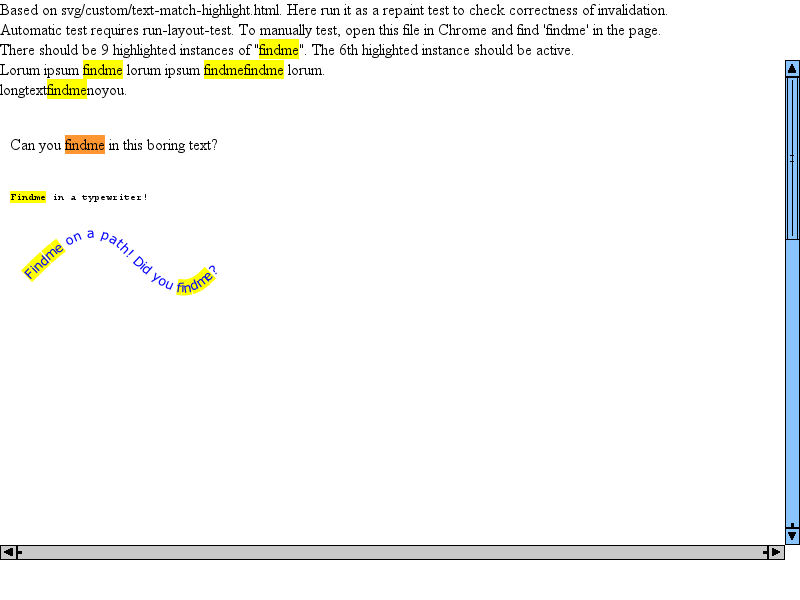 Based on svg/custom/text-match-highlight.html. Here run it as a repaint test to check correctness of invalidation.
Automatic test requires run-layout-test. To manually test, open this file in Chrome and find 'findme' in the page.
There should be 9 highlighted instances of "findme". The 6th higlighted instance should be active.
Lorum ipsum findme lorum ipsum findmefindme lorum.
longtextfindmenoyou.
Can you findme in this boring text?
Findme in a typewriter!
Findme on a path! Did you findme?